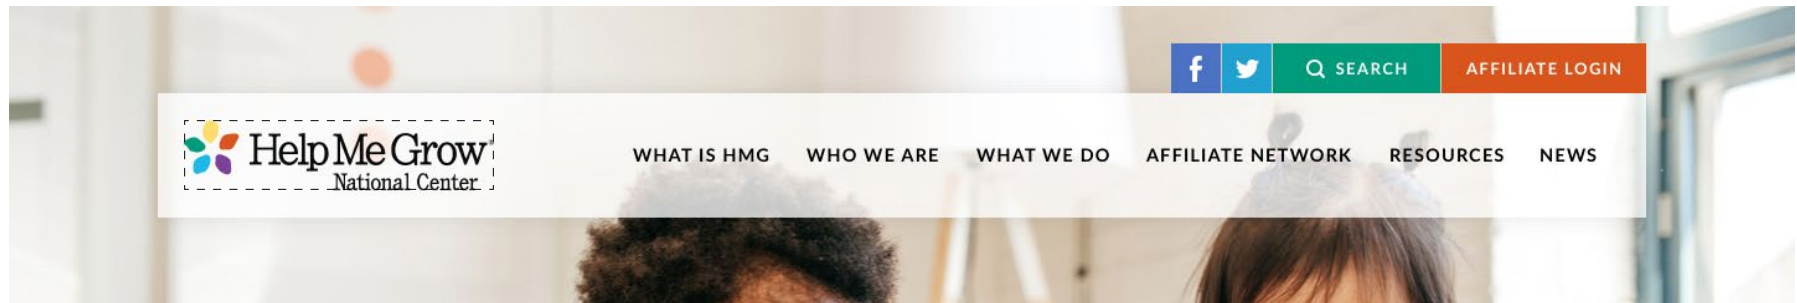 SEARCH
AFFILIATE LOGIN
Help Me Grow®
National Center
WHAT IS HMG
WHO WE ARE
WHAT WE DO
AFFILIATE NETWORK
RESOURCES
NEWS